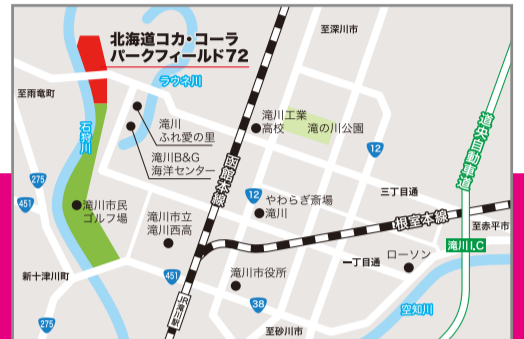 北海道コカ・コーラ
パークフィールド72
至深川市
ラウネ川
至雨竜町
石狩川
滝川
ふれ愛の里
滝川B&G
海洋センター
滝川工業
高校
滝の川公園
道央自動車道
函館本線
12
275
451
滝川市民
ゴルフ場
12
やわらぎ斎場
滝川
三丁目通
根室本線
至赤平市
滝川I.C
滝川市立
滝川西高
新十津川町
451
滝川市役所
一丁目通
ローソン
JR滝川駅
38
空知川
275
至砂川市